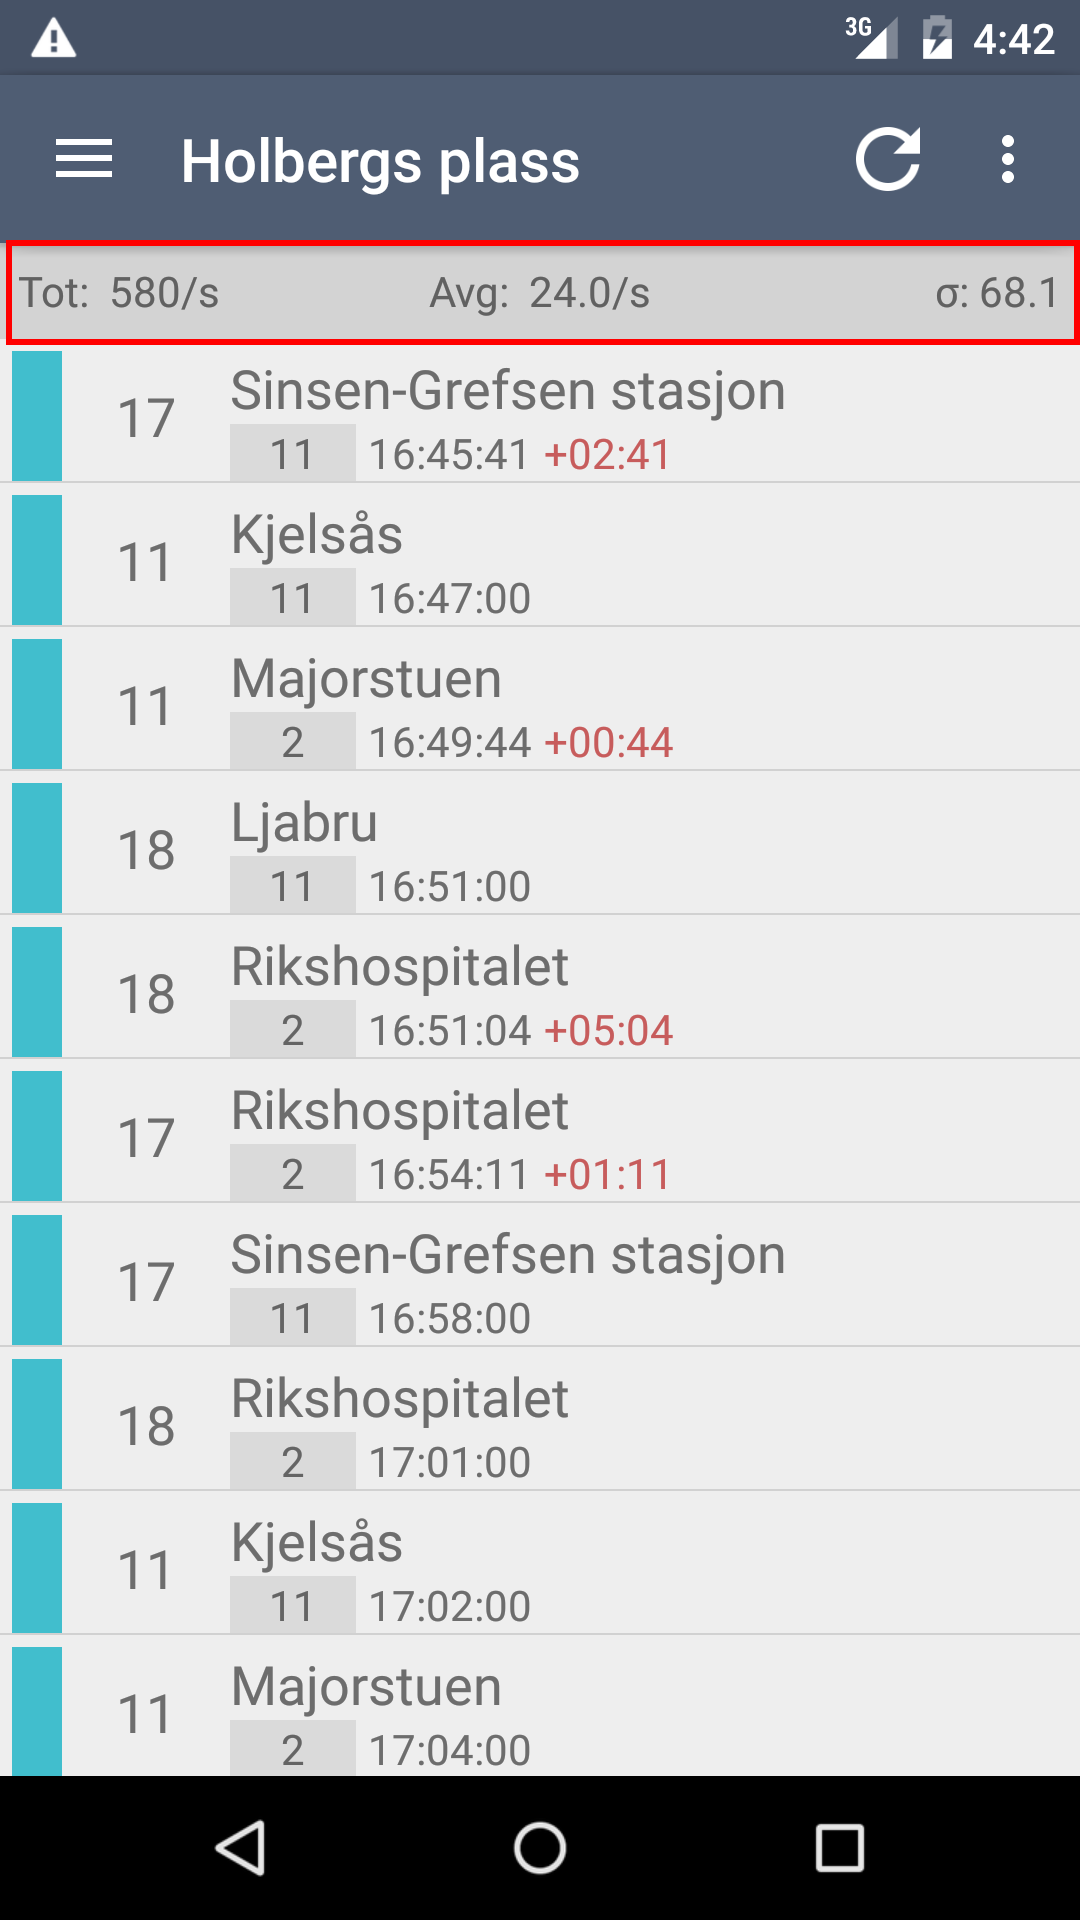 3G 4:42
Holbergs plass
Tot: 580/s Avg: 24.0/s σ: 68.1
17 Sinsen-Grefsen stasjon
11 16:45:41 +02:41
11 Kjelsås
11 16:47:00
11 Majorstuen
2 16:49:44 +00:44
18 Ljabru
11 16:51:00
18 Rikshospitalet
2 16:51:04 +05:04
17 Rikshospitalet
2 16:54:11 +01:11
17 Sinsen-Grefsen stasjon
11 16:58:00
18 Rikshospitalet
2 17:01:00
11 Kjelsås
11 17:02:00
11 Majorstuen
2 17:04:00